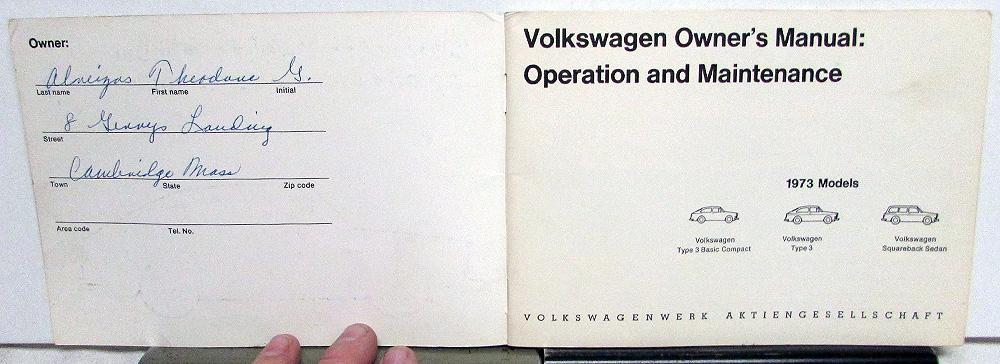 Owner:
Theodore G.
Last name First name Initial
8 Gerrys Landing
Street
Cambridge Mass
Town State Zip code
Area code Tel. No.
Volkswagen Owner's Manual:
Operation and Maintenance
1973 Models
Volkswagen
Type 3 Basic Compact
Volkswagen
Type 3
Volkswagen
Squareback Sedan
VOLKSWAGENWERK AKTIENGESELLSCHAFT